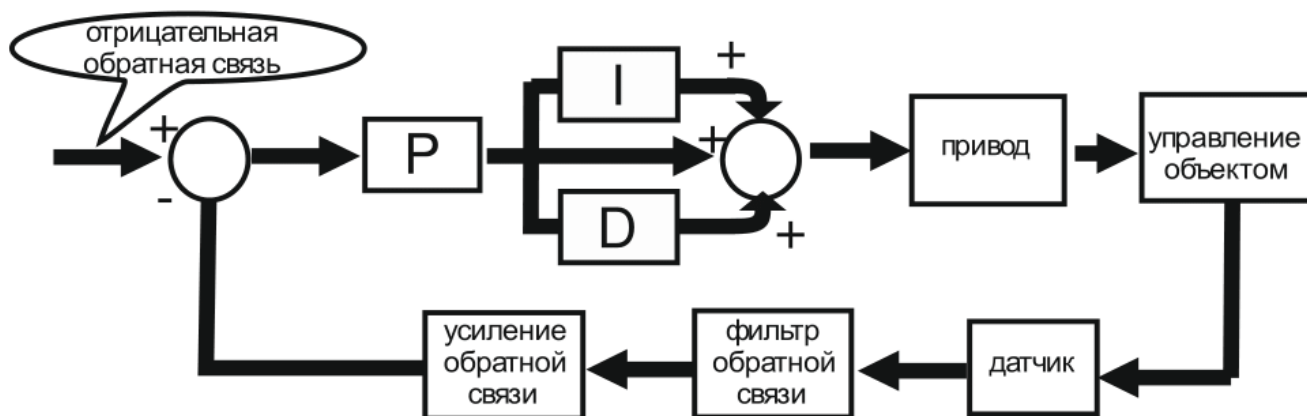 отрицательная
обратная связь
+
-
P
I
D
+
+
+
привод
управление
объектом
усиление
обратной
связи
фильтр
обратной
связи
датчик